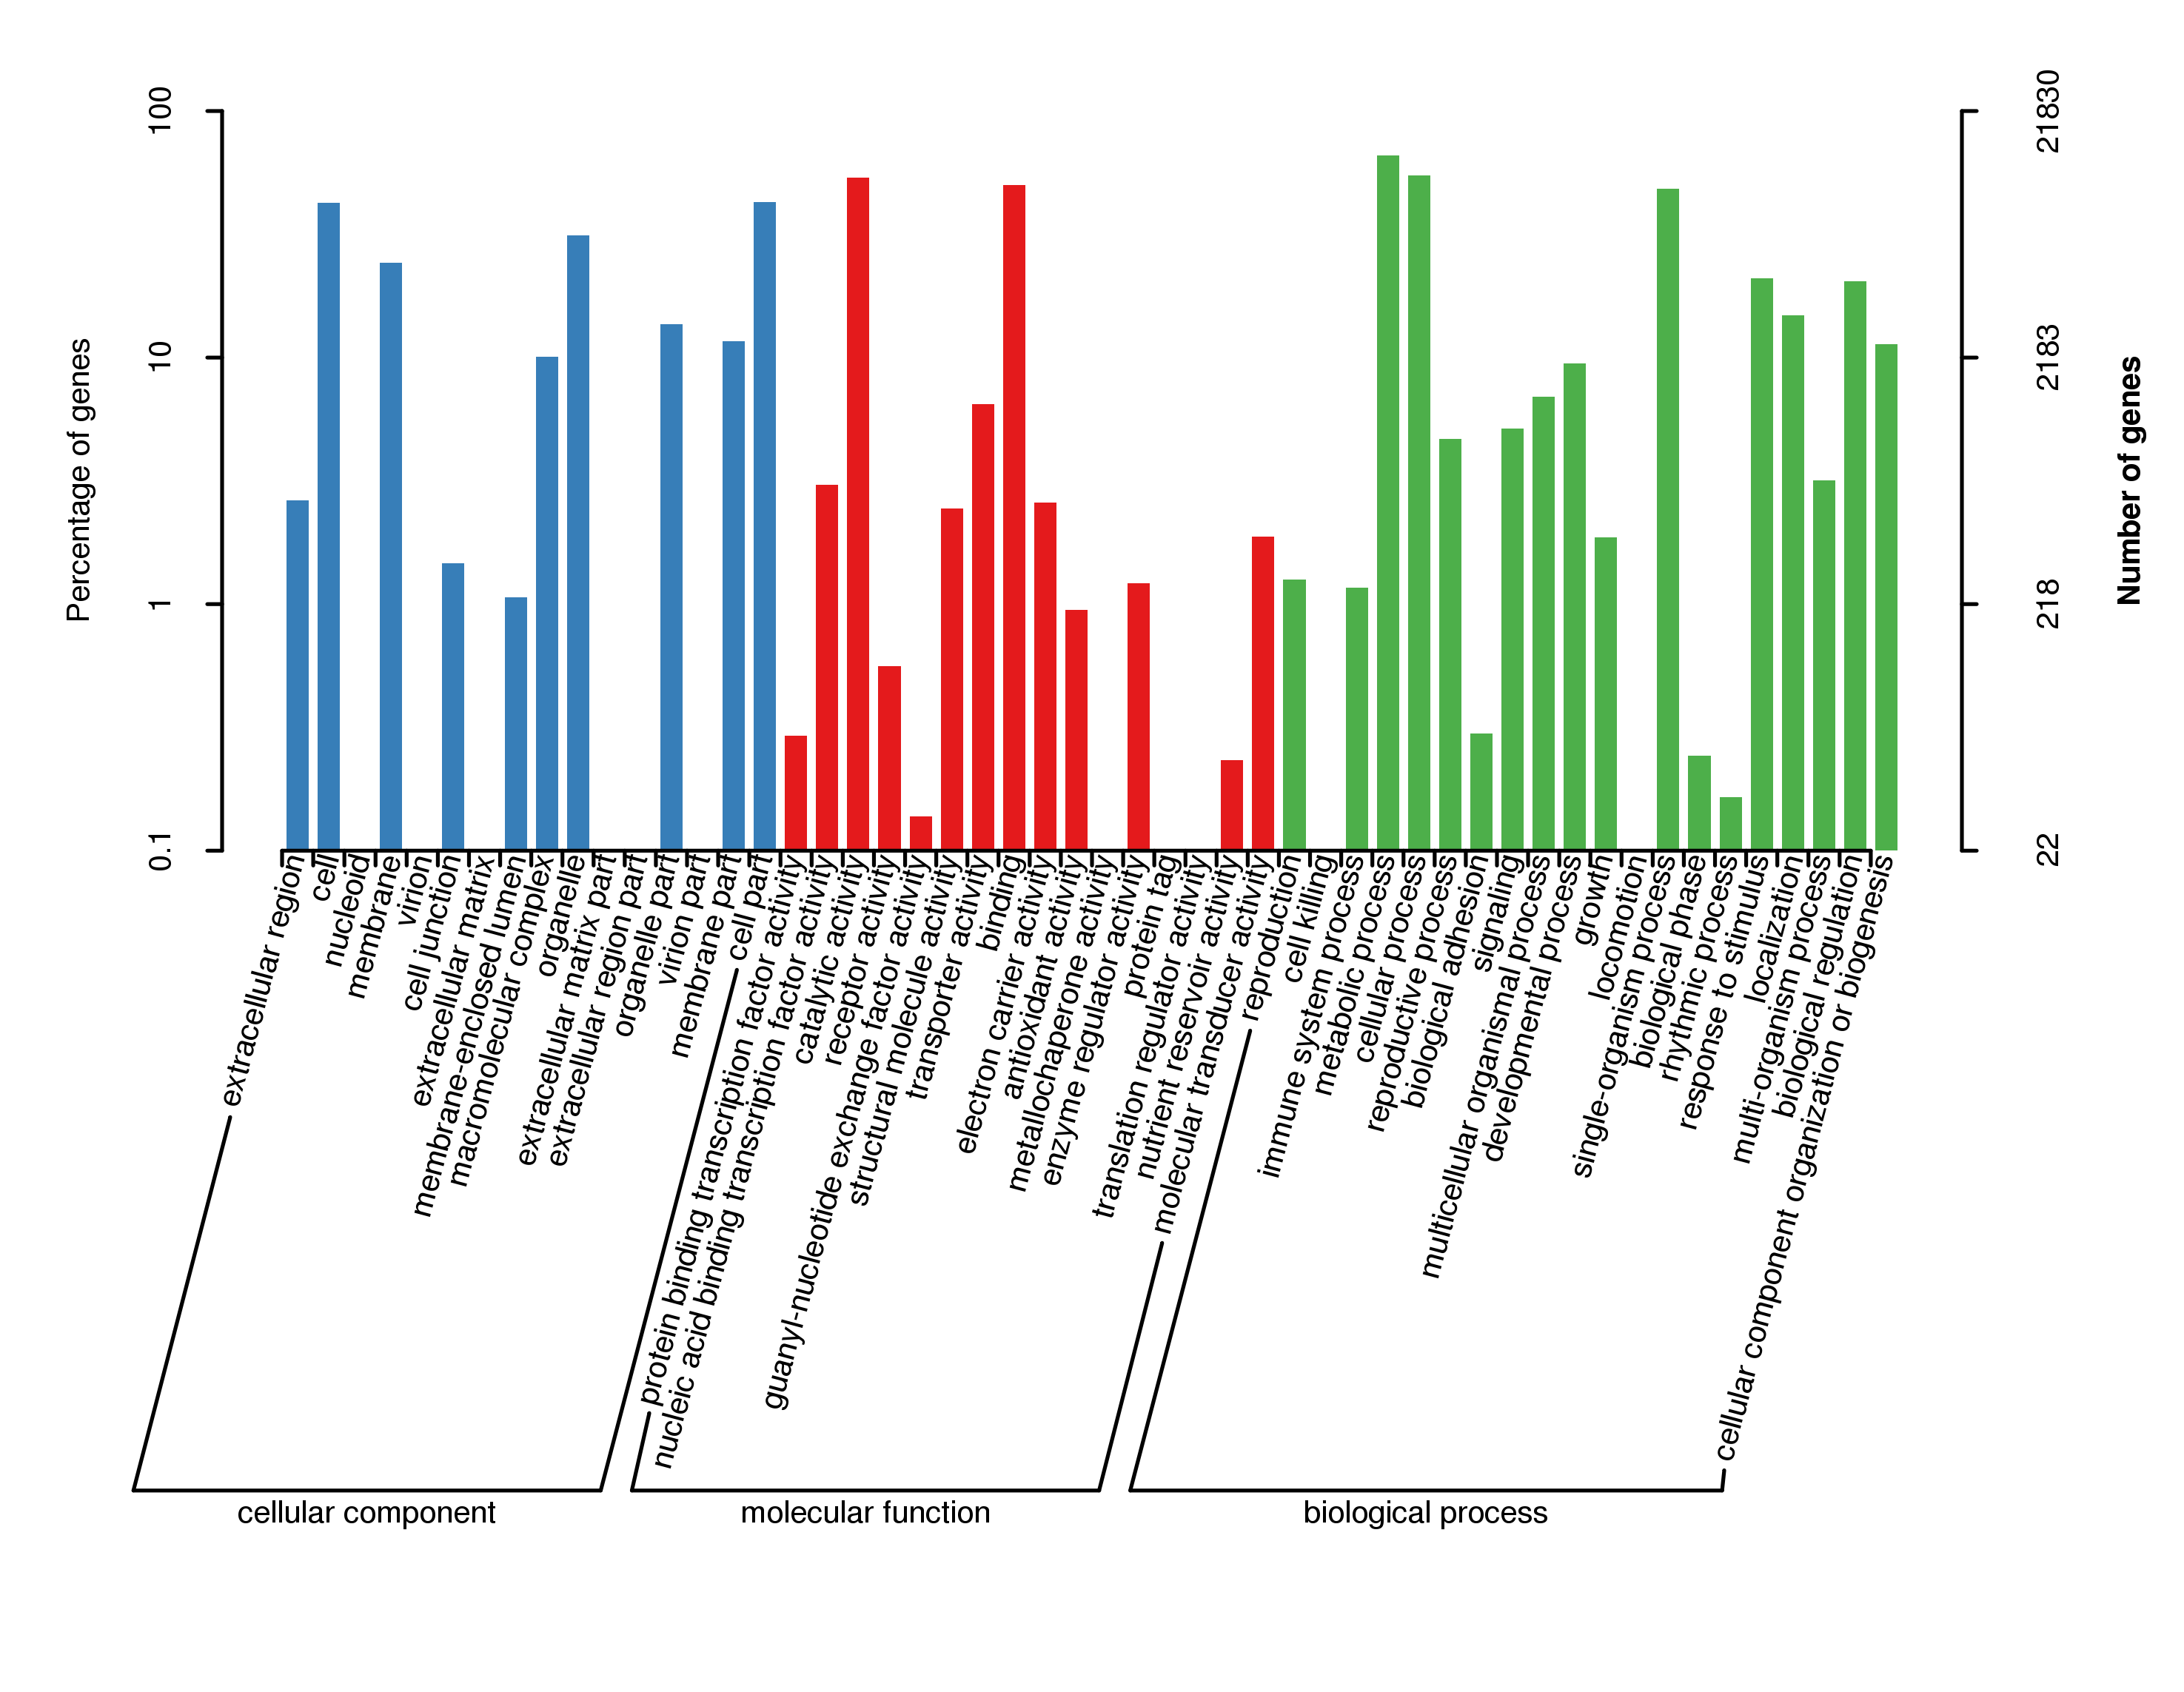 Percentage of genes
100
10
1
0.1
21830
2183
218
22
Number of genes
extracellular region
cell
nucleoid
membrane
virion
cell junction
extracellular matrix
membrane-enclosed lumen
macromolecular complex
organelle
extracellular matrix part
extracellular region part
organelle part
virion part
membrane part
cell part
protein binding transcription factor activity
nucleic acid binding transcription factor activity
catalytic activity
receptor activity
guanyl-nucleotide exchange factor activity
structural molecule activity
transporter activity
binding
electron carrier activity
antioxidant activity
metallochaperone activity
enzyme regulator activity
protein tag
translation regulator activity
nutrient reservoir activity
molecular transducer activity
reproduction
cell killing
immune system process
metabolic process
cellular process
reproductive process
biological adhesion
signaling
multicellular organismal process
developmental process
growth
locomotion
single-organism process
biological phase
rhythmic process
response to stimulus
localization
multi-organism process
biological regulation
cellular component organization or biogenesis
cellular component
molecular function
biological process